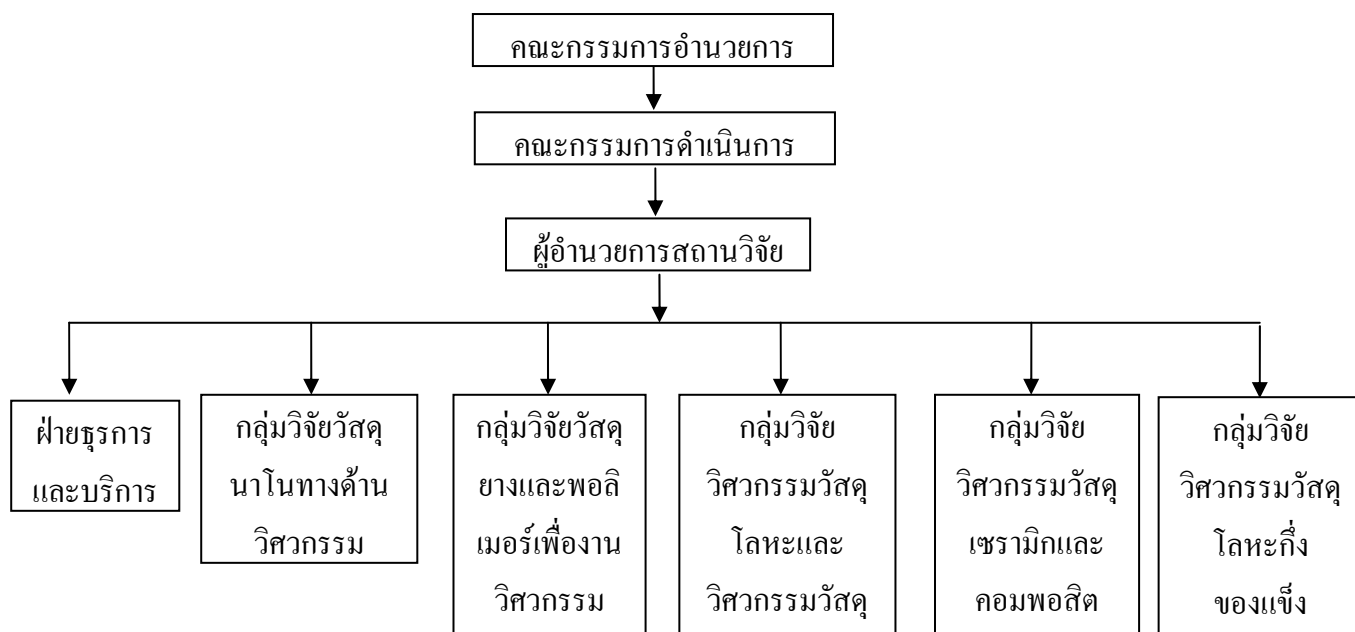 คณะกรรมการอำนวยการ
คณะกรรมการดำเนินการ
ผู้อำนวยการสถานวิจัย
ฝ่ายธุรการ
และบริการ
กลุ่มวิจัยวัสดุ
นาโนทางด้าน
วิศวกรรม
กลุ่มวิจัยวัสดุ
ยางและพอลิ
เมอร์เพื่องาน
วิศวกรรม
กลุ่มวิจัย
วิศวกรรมวัสดุ
โลหะและ
วิศวกรรมวัสดุ
กลุ่มวิจัย
วิศวกรรมวัสดุ
เซรามิกและ
คอมพอสิต
กลุ่มวิจัย
วิศวกรรมวัสดุ
โลหะกึ่ง
ของแข็ง